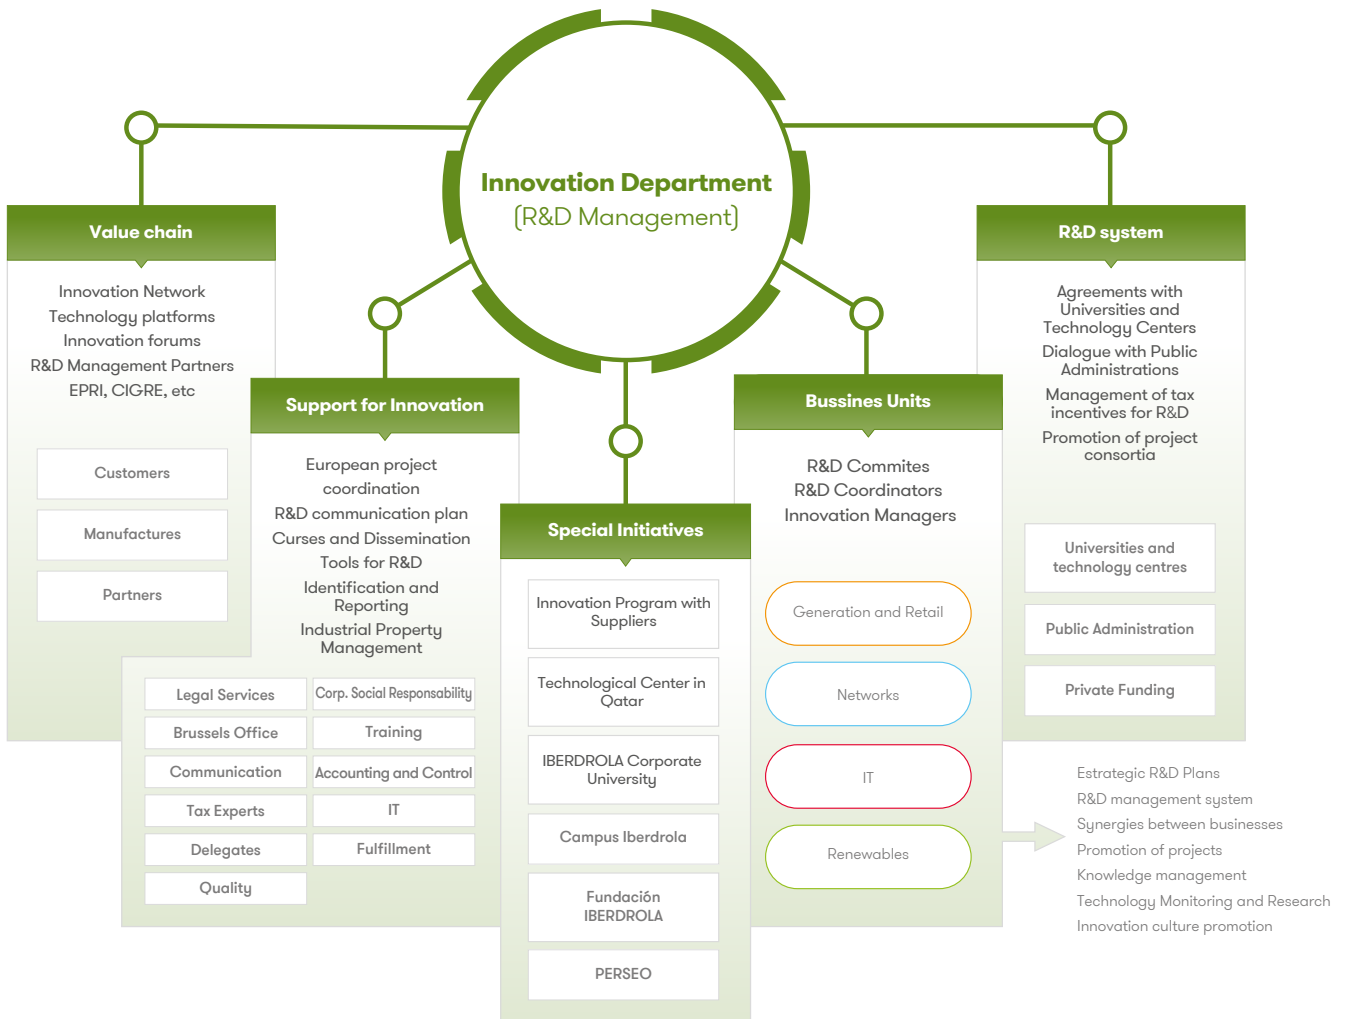 Innovation Department
(R&D Management)
Value chain
Innovation Network
Technology platforms
Innovation forums
R&D Management Partners
EPRI, CIGRE, etc
Customers
Manufactures
Partners
Support for Innovation
European project
coordination
R&D communication plan
Curses and Dissemination
Tools for R&D
Identification and
Reporting
Industrial Property
Management
Legal Services
Corp. Social Responsability
Brussels Office
Training
Communication
Accounting and Control
Tax Experts
IT
Delegates
Fulfillment
Quality
Special Initiatives
Innovation Program with
Suppliers
Technological Center in
Qatar
IBERDROLA Corporate
University
Campus Iberdrola
Fundación
IBERDROLA
PERSEO
Bussines Units
R&D Commites
R&D Coordinators
Innovation Managers
Generation and Retail
Networks
IT
Renewables
R&D system
Agreements with
Universities and
Technology Centers
Dialogue with Public
Administrations
Management of tax
incentives for R&D
Promotion of project
consortia
Universities and
technology centres
Public Administration
Private Funding
Estrategic R&D Plans
R&D management system
Synergies between businesses
Promotion of projects
Knowledge management
Technology Monitoring and Research
Innovation culture promotion